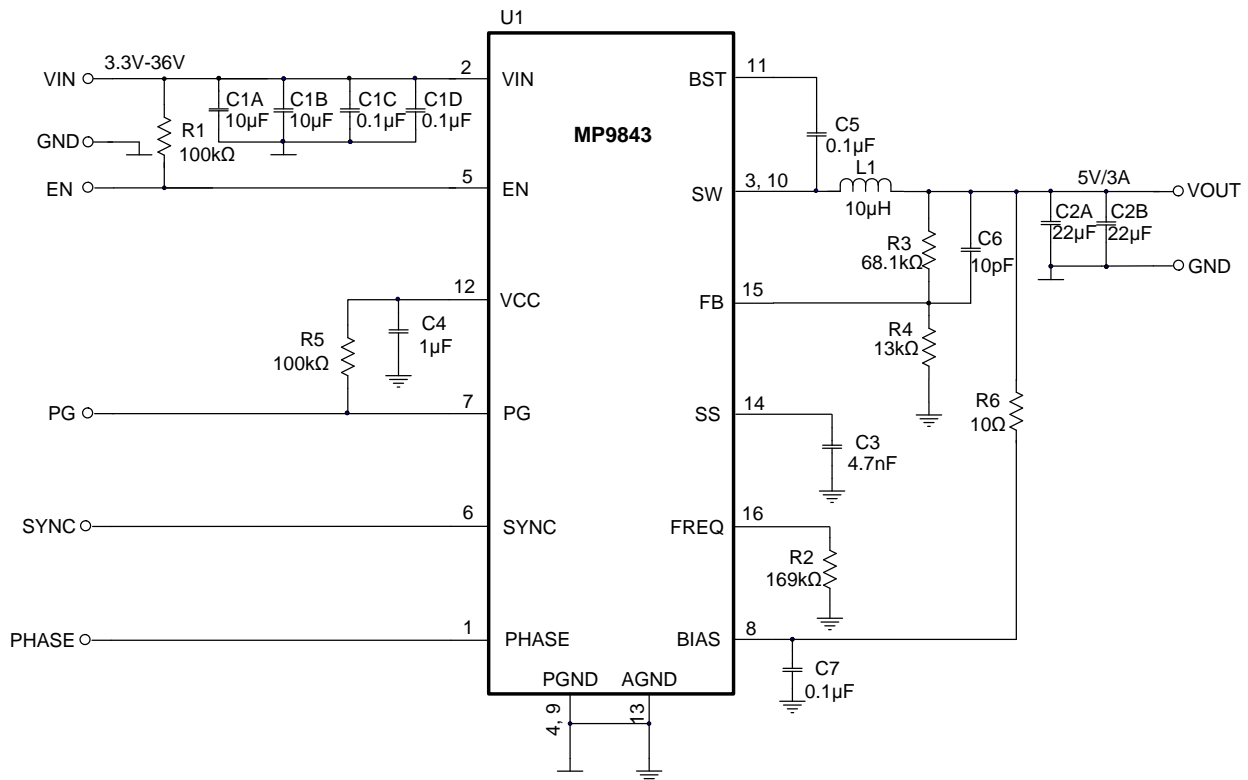 U1
3.3V-36V
VIN
2
VIN
BST
11
C1A
10µF
C1B
10µF
C1C
0.1µF
C1D
0.1µF
MP9843
C5
0.1µF
GND
R1
100kΩ
EN
5
EN
SW
3, 10
L1
10µH
5V/3A
VOUT
C2A
22µF
C2B
22µF
R3
68.1kΩ
C6
10pF
GND
12
VCC
FB
15
R5
100kΩ
C4
1µF
R4
13kΩ
PG
7
PG
SS
14
R6
10Ω
C3
4.7nF
SYNC
6
SYNC
FREQ
16
R2
169kΩ
PHASE
1
PHASE
BIAS
8
C7
0.1µF
PGND
AGND
4, 9
13